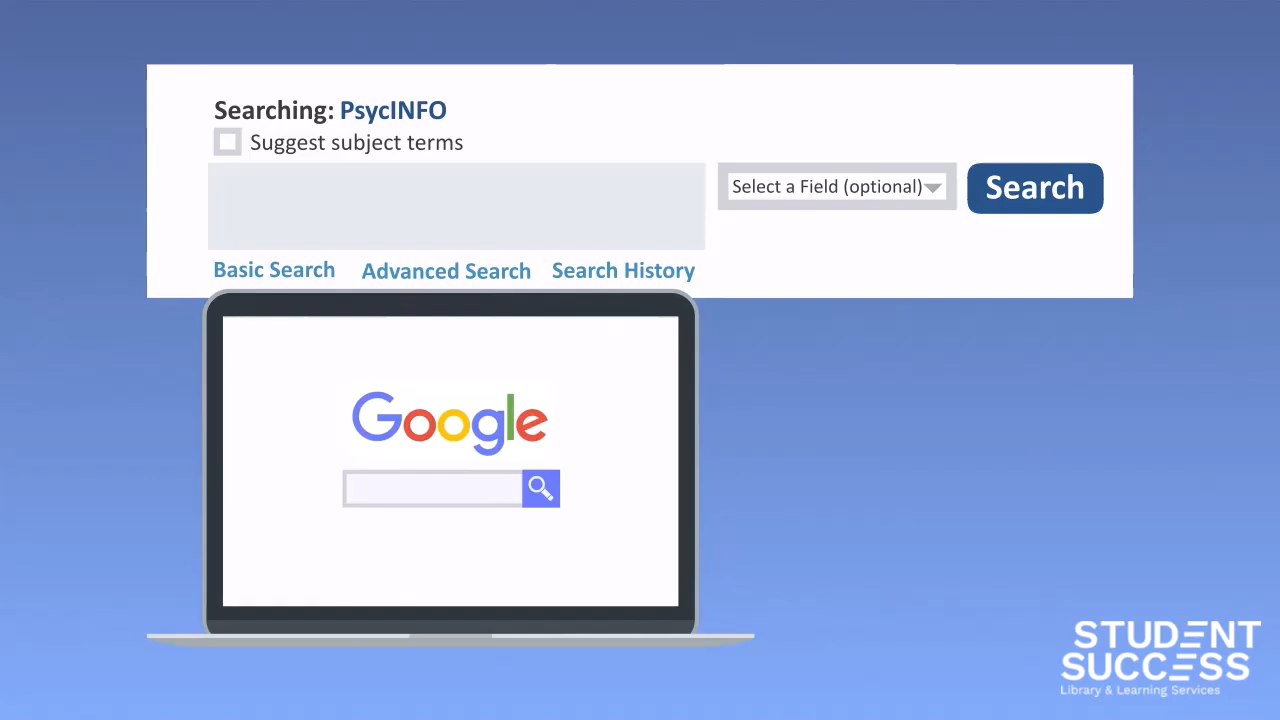 Searching: PsycINFO
Suggest subject terms
Select a Field (optional)
Search
Basic Search Advanced Search Search History
Google
STUDENT
SUCCESS
Library & Learning Services